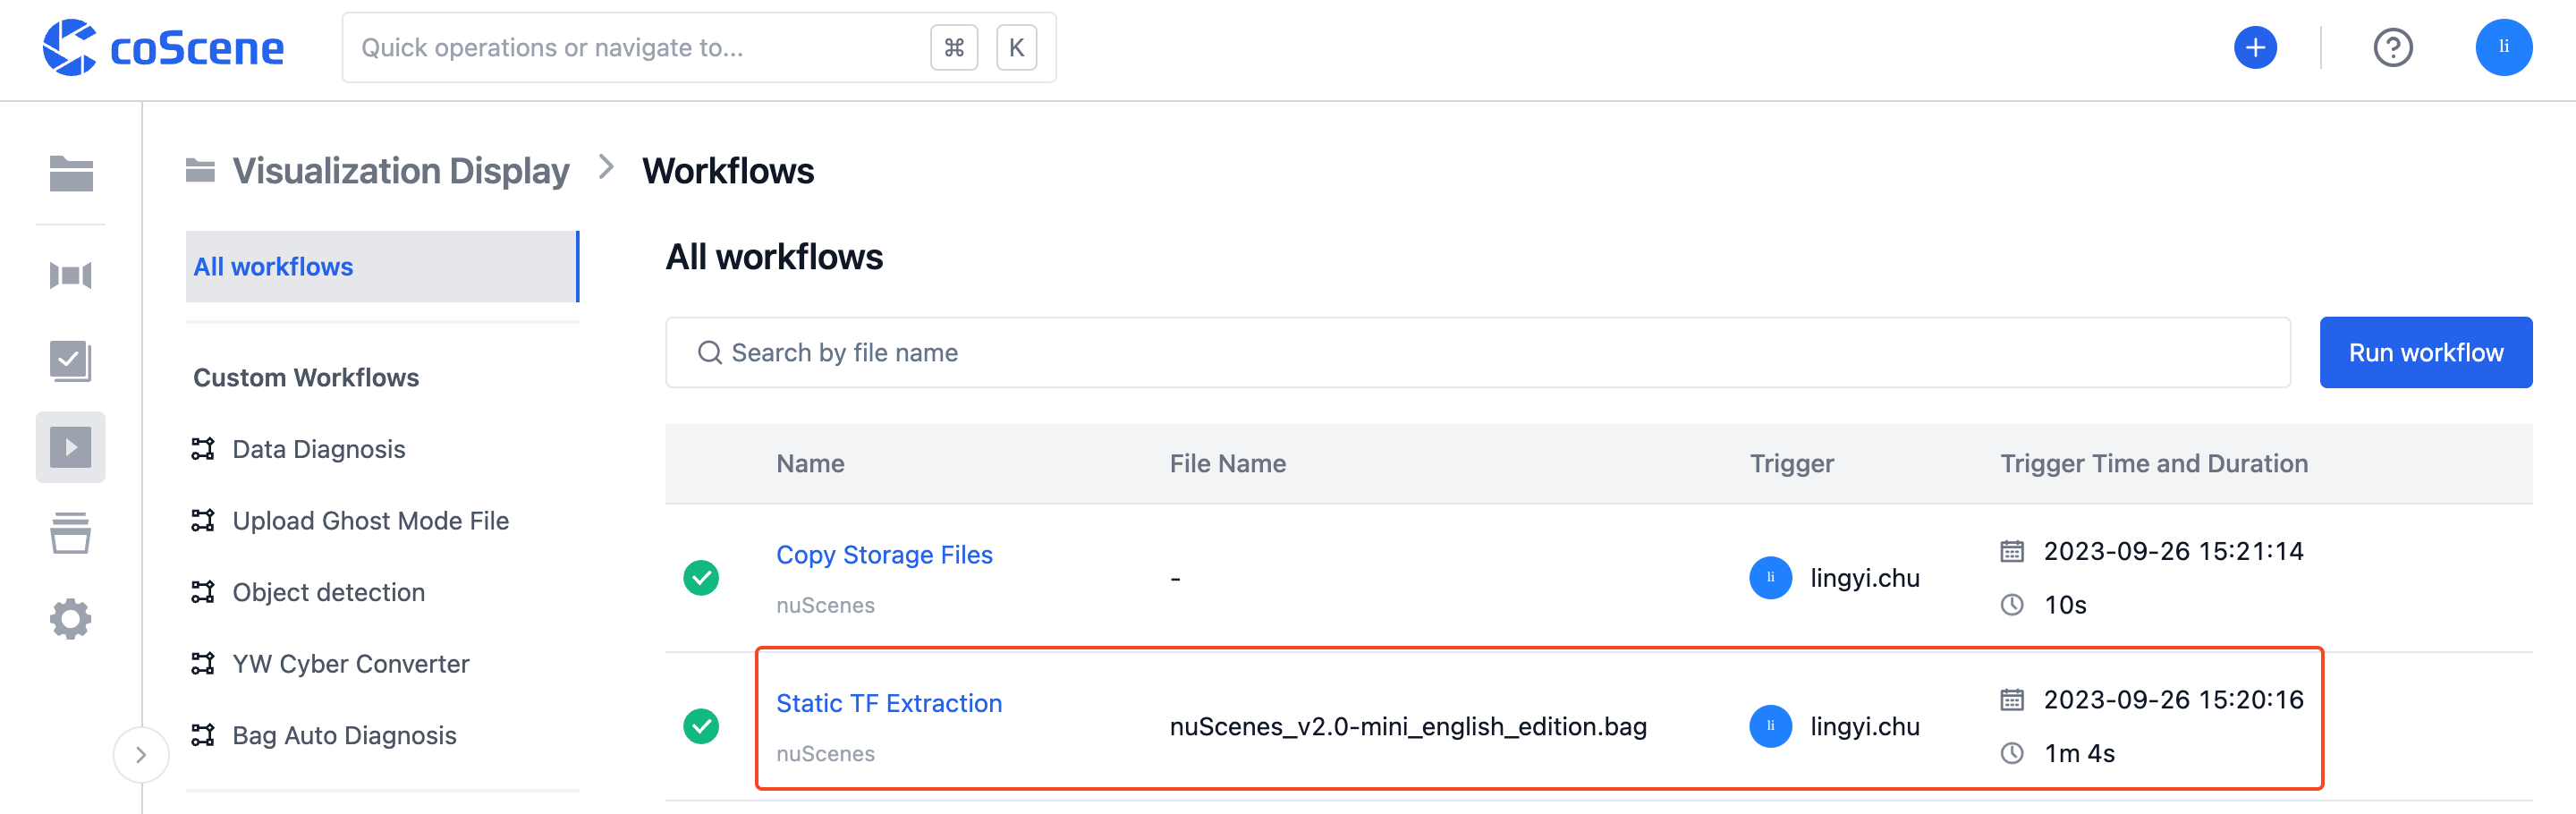 coScene
Quick operations or navigate to...
⌘ K
li
Visualization Display > Workflows
All workflows
Custom Workflows
Data Diagnosis
Upload Ghost Mode File
Object detection
YW Cyber Converter
Bag Auto Diagnosis
All workflows
Search by file name
Run workflow
Name File Name Trigger Trigger Time and Duration
Copy Storage Files
nuScenes
-
li lingyi.chu
2023-09-26 15:21:14
10s
Static TF Extraction
nuScenes
nuScenes_v2.0-mini_english_edition.bag
li lingyi.chu
2023-09-26 15:20:16
1m 4s